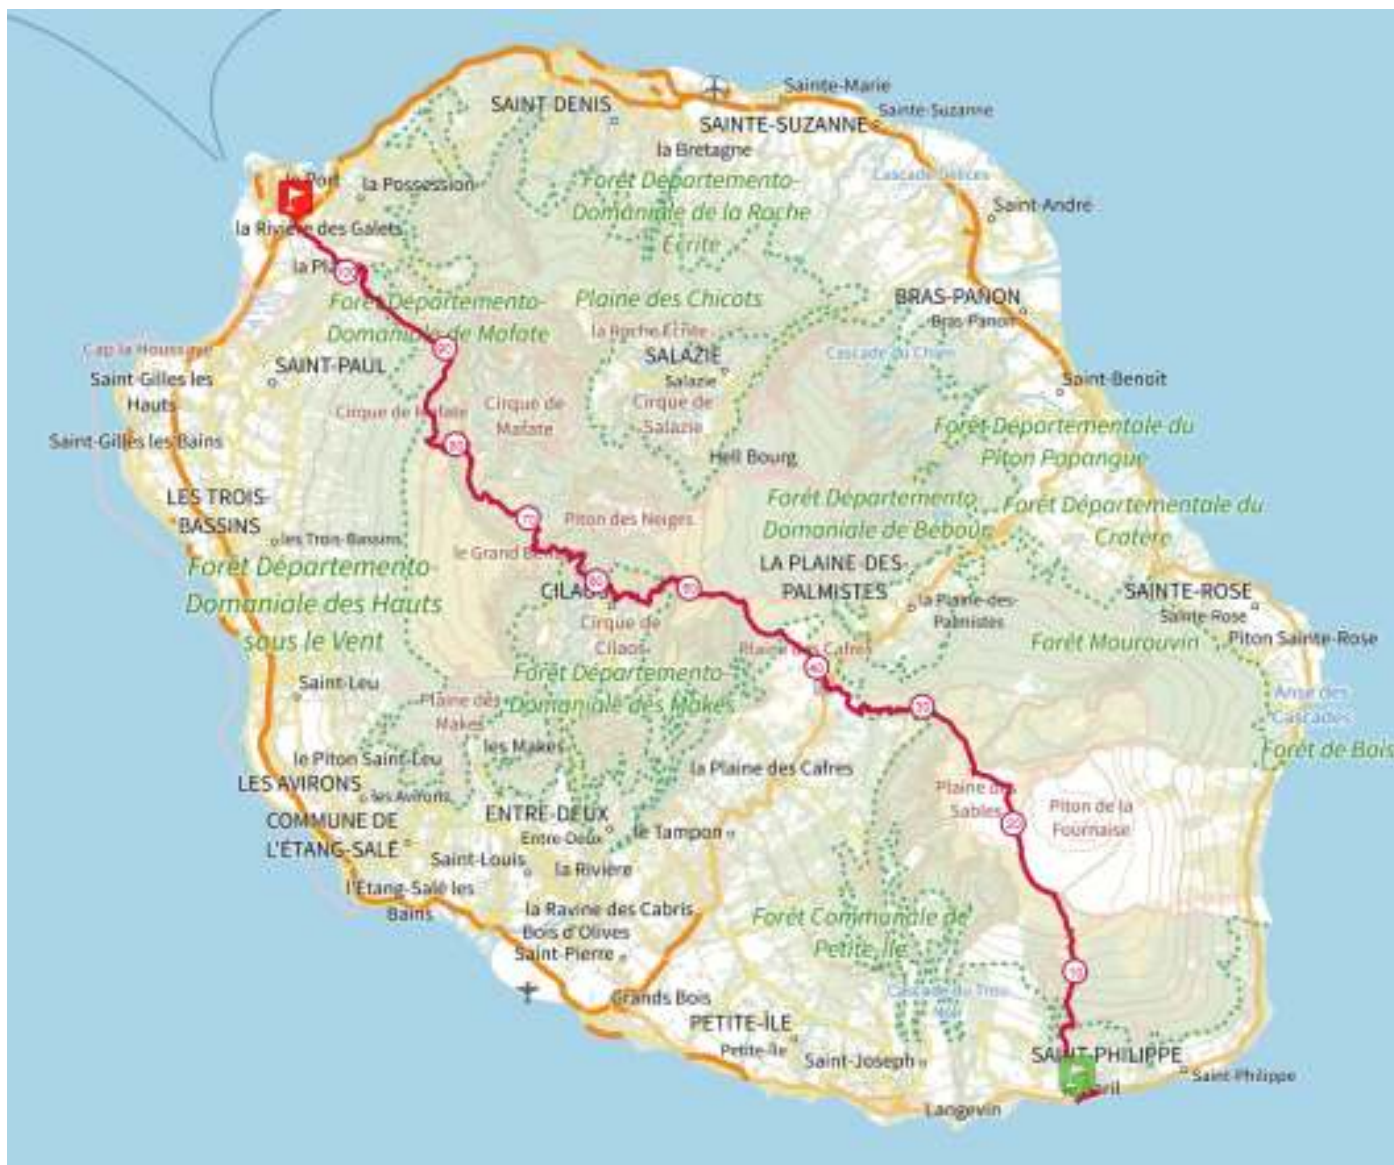 SAINT DENIS
Sainte-Marie
SAINTE-SUZANNE
Sainte-Suzanne
la Bretagne
Cascade Délices
la Possession
Forêt Départemento-
Domaniale de la Roche
Ecrite
Saint-André
la Rivière des Galets
Forêt Départemento-
Domaniale de Mafate
Plaine des Chicots
BRAS-PANON
Bras-Panon
la Roche Ecrite
Cap la Houssaye
SAINT-PAUL
SALAZIE
Salazie
Cascade du Chien
Saint-Gilles les
Hauts
Saint-Benoît
Cirque de Mafate
Cirque de
Mafate
Cirque de
Salazie
Forêt Départementale du
Piton Papangue
Saint-Gilles les Bains
Hell Bourg
LES TROIS-
BASSINS
les Trois-Bassins
Piton des Neiges
Forêt Départemento-
Domaniale de Bébour
Forêt Départementale du
Cratère
70
Forêt Départemento-
Domaniale des Hauts
sous le Vent
CILAOS
60
50
LA PLAINE-DES-
PALMISTES
la Plaine-des-
Palmistes
SAINTE-ROSE
Sainte-Rose
Piton Sainte-Rose
Cirque de
Cilaos
Plaine des Cafres
40
Forêt Mourouvin
Forêt Départemento-
Domaniale des Makes
Saint-Leu
Plaine des
Makes
30
Anse des
Cascades
Forêt de Bois
le Piton Saint-Leu
les Makes
la Plaine des Cafres
LES AVIRONS
les Avirons
Plaine des
Sables
20
Piton de la
Fournaise
COMMUNE DE
L'ÉTANG-SALÉ
ENTRE-DEUX
Entre-Deux
le Tampon
Saint-Louis
la Rivière
l'Étang-Salé les
Bains
la Ravine des Cabris
Bois d'Olives
Saint-Pierre
Forêt Communale de
Petite Île
10
Grands Bois
PETITE-ÎLE
Petite-Île
Saint-Joseph
SAINT-PHILIPPE
Saint-Philippe
Langevin